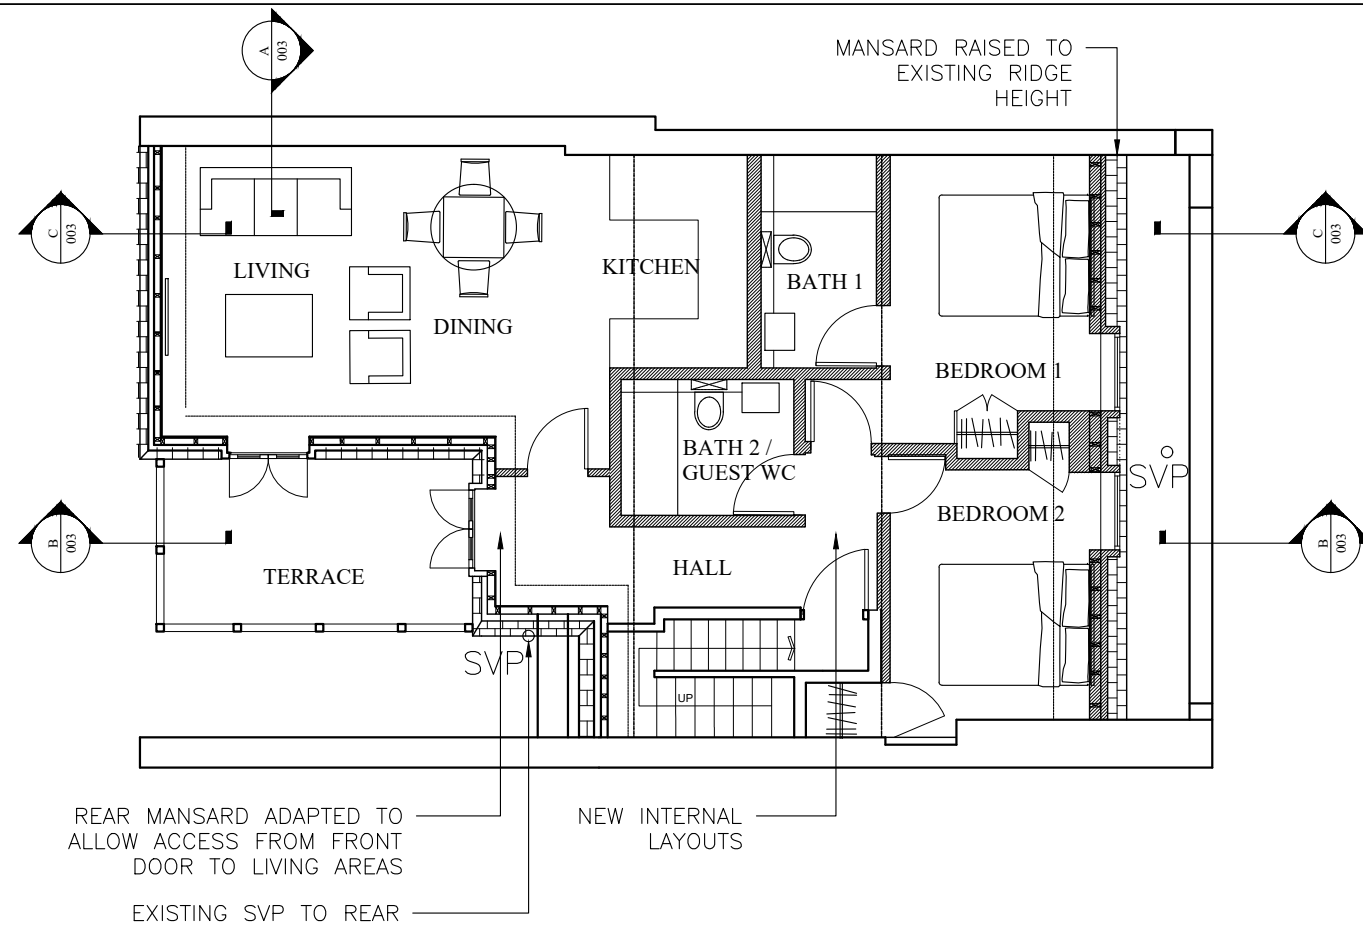 A
003
MANSARD RAISED TO
EXISTING RIDGE
HEIGHT
C
003
C
003
LIVING
KITCHEN
BATH 1
DINING
BEDROOM 1
BATH 2 /
GUEST WC
SVP
BEDROOM 2
B
003
B
003
TERRACE
HALL
SVP
UP
REAR MANSARD ADAPTED TO
ALLOW ACCESS FROM FRONT
DOOR TO LIVING AREAS
NEW INTERNAL
LAYOUTS
EXISTING SVP TO REAR